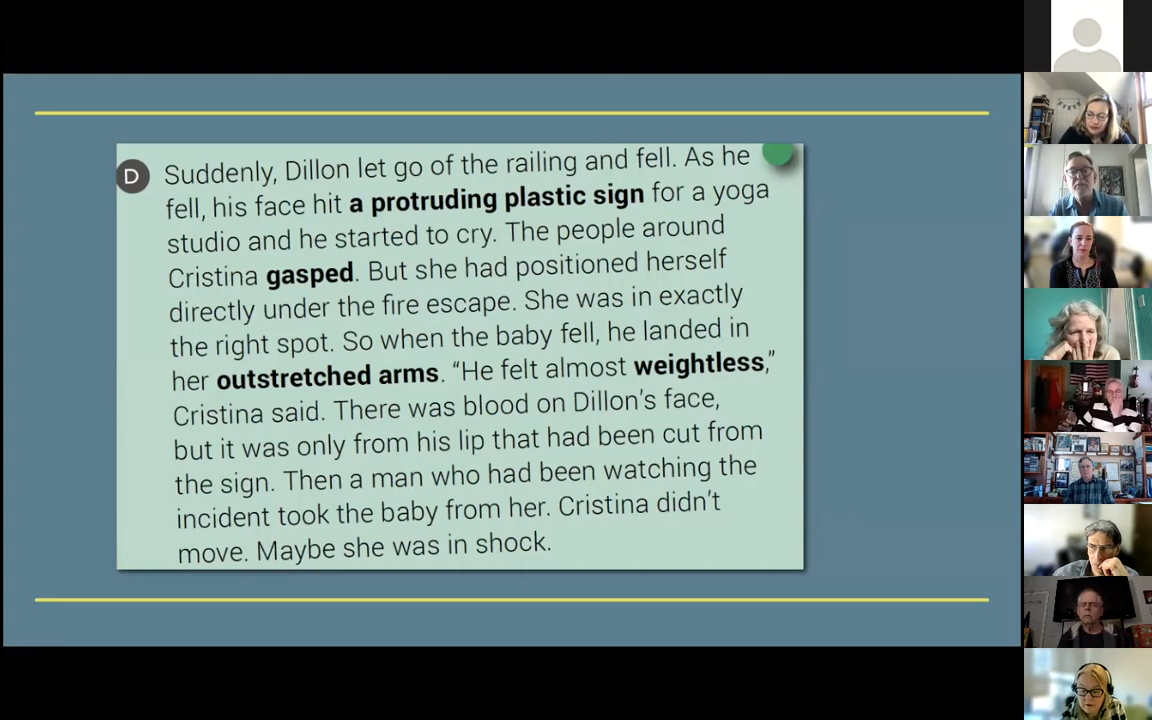 D
Suddenly, Dillon let go of the railing and fell. As he
fell, his face hit a protruding plastic sign for a yoga
studio and he started to cry. The people around
Cristina gasped. But she had positioned herself
directly under the fire escape. She was in exactly
the right spot. So when the baby fell, he landed in
her outstretched arms. “He felt almost weightless,”
Cristina said. There was blood on Dillon’s face,
but it was only from his lip that had been cut from
the sign. Then a man who had been watching the
incident took the baby from her. Cristina didn’t
move. Maybe she was in shock.